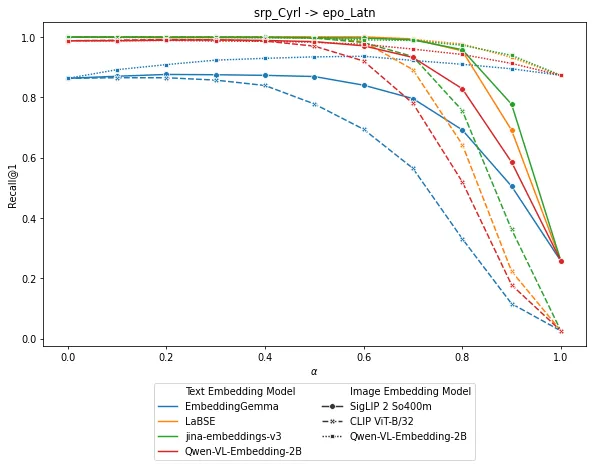 srp_Cyrl -> epo_Latn
Recall@1
1.0
0.8
0.6
0.4
0.2
0.0
0.0 0.2 0.4 0.6 0.8 1.0
α
Text Embedding Model
EmbeddingGemma
LaBSE
jina-embeddings-v3
Qwen-VL-Embedding-2B
Image Embedding Model
SigLIP 2 So400m
CLIP ViT-B/32
Qwen-VL-Embedding-2B